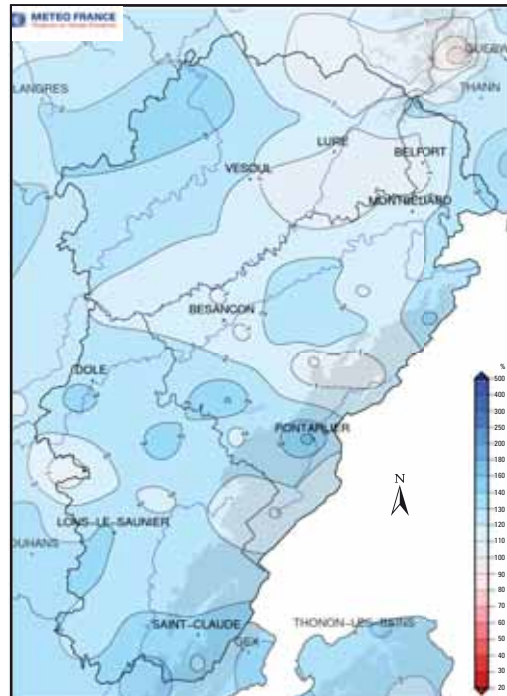 METEO FRANCE
LANGRES
GUEBW
THANN
LURE
BELFORT
VESOUL
MONTBELIARD
BESANCON
DOLE
PONTARLIER
LONS-LE-SAUNIER
OUHANS
SAINT-CLAUDE
THONON-LES-BAINS
GEX
N
%
500
400
300
200
180
160
140
130
120
110
100
90
80
70
60
50
40
30
20